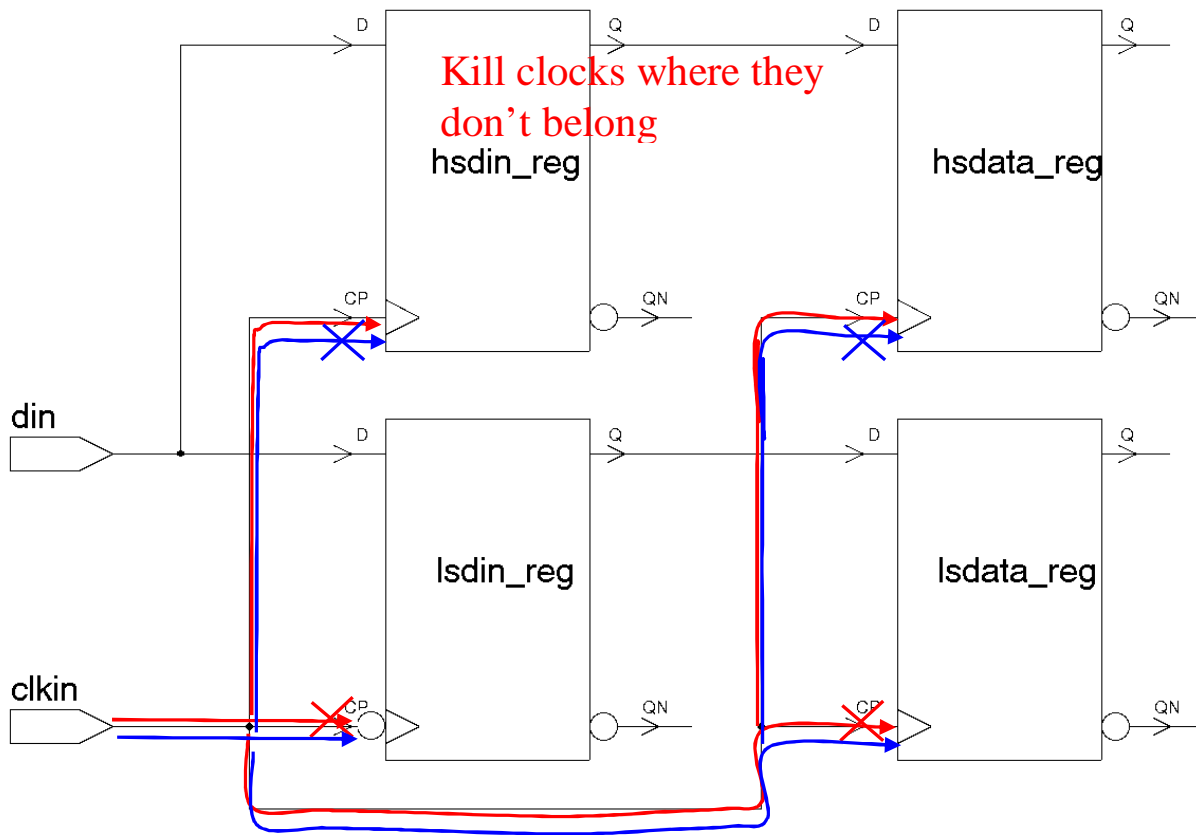 D
Q
D
Q
Kill clocks where they
don’t belong
hsdin_reg
hsdata_reg
CP
QN
CP
QN
din
D
Q
D
Q
lsdin_reg
lsdata_reg
clkin
CP
QN
CP
QN